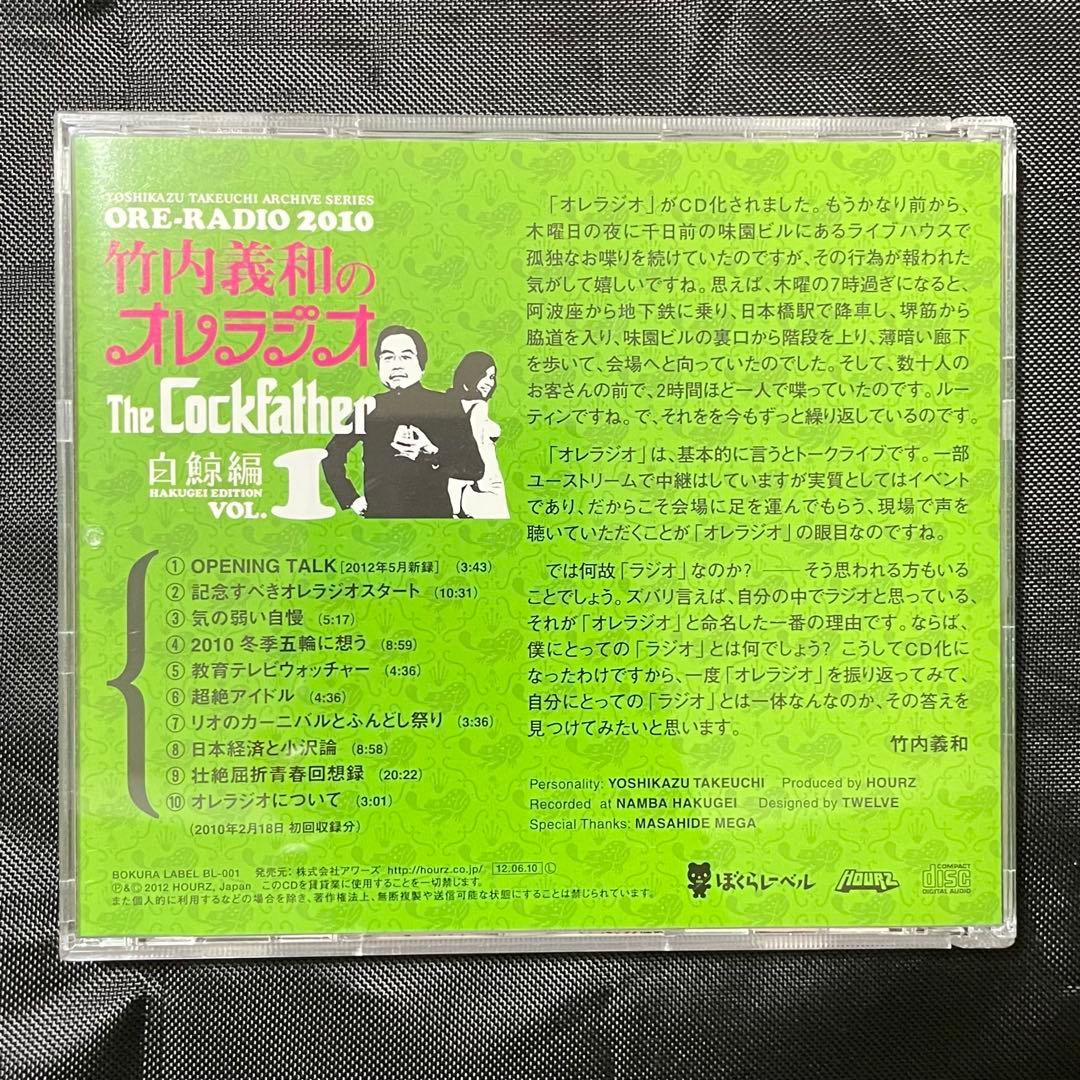 YOSHIKAZU TAKEUCHI ARCHIVE SERIES
ORE-RADIO 2010
竹内義和の
オレラジオ
The Cockfather
白鯨編
HAKUGEI EDITION
VOL. 1
① OPENING TALK [2012年5月新録] (3:43)
② 記念すべきオレラジオスタート (10:31)
③ 気の弱い自慢 (5:17)
④ 2010 冬季五輪に想う (8:59)
⑤ 教育テレビウォッチャー (4:36)
⑥ 超絶アイドル (4:36)
⑦ リオのカーニバルとふんどし祭り (3:36)
⑧ 日本経済と小沢論 (8:58)
⑨ 壮絶屈折青春回想録 (20:22)
⑩ オレラジオについて (3:01)
(2010年2月18日 初回収録分)
「オレラジオ」がCD化されました。もうかなり前から、
木曜日の夜に千日前の味園ビルにあるライブハウスで
孤独なお喋りを続けていたのですが、その行為が報われた
気がして嬉しいですね。思えば、木曜の7時過ぎになると、
阿波座から地下鉄に乗り、日本橋駅で降車し、堺筋から
脇道を入り、味園ビルの裏口から階段を上り、薄暗い廊下
を歩いて、会場へと向っていたのでした。そして、数十人の
お客さんの前で、2時間ほど一人で喋っていたのです。ルー
ティンですね。で、それをを今もずっと繰り返しているのです。
「オレラジオ」は、基本的に言うとトークライブです。一部
ユーストリームで中継はしていますが実質としてはイベント
であり、だからこそ会場に足を運んでもらう、現場で声を
聴いていただくことが「オレラジオ」の眼目なのですね。
では何故「ラジオ」なのか? ――そう思われる方もいる
ことでしょう。ズバリ言えば、自分の中でラジオと思っている、
それが「オレラジオ」と命名した一番の理由です。ならば、
僕にとっての「ラジオ」とは何でしょう? こうしてCD化に
なったわけですから、一度「オレラジオ」を振り返ってみて、
自分にとっての「ラジオ」とは一体なんなのか、その答えを
見つけてみたいと思います。
竹内義和
Personality: YOSHIKAZU TAKEUCHI Produced by HOURZ
Recorded at NAMBA HAKUGEI Designed by TWELVE
Special Thanks: MASAHIDE MEGA
BOKURA LABEL BL-001 発売元:株式会社アワーズ http://hourz.co.jp/ 12.06.10 Ⓛ
Ⓟ&© 2012 HOURZ, Japan このCDを賃貸業に使用することを一切禁じます。
また個人的に利用するなどの場合を除き、著作権法上、無断複製や送信可能な状態にすることは禁じられています。
ぼくらレーベル
HOURZ
COMPACT
disc
DIGITAL AUDIO